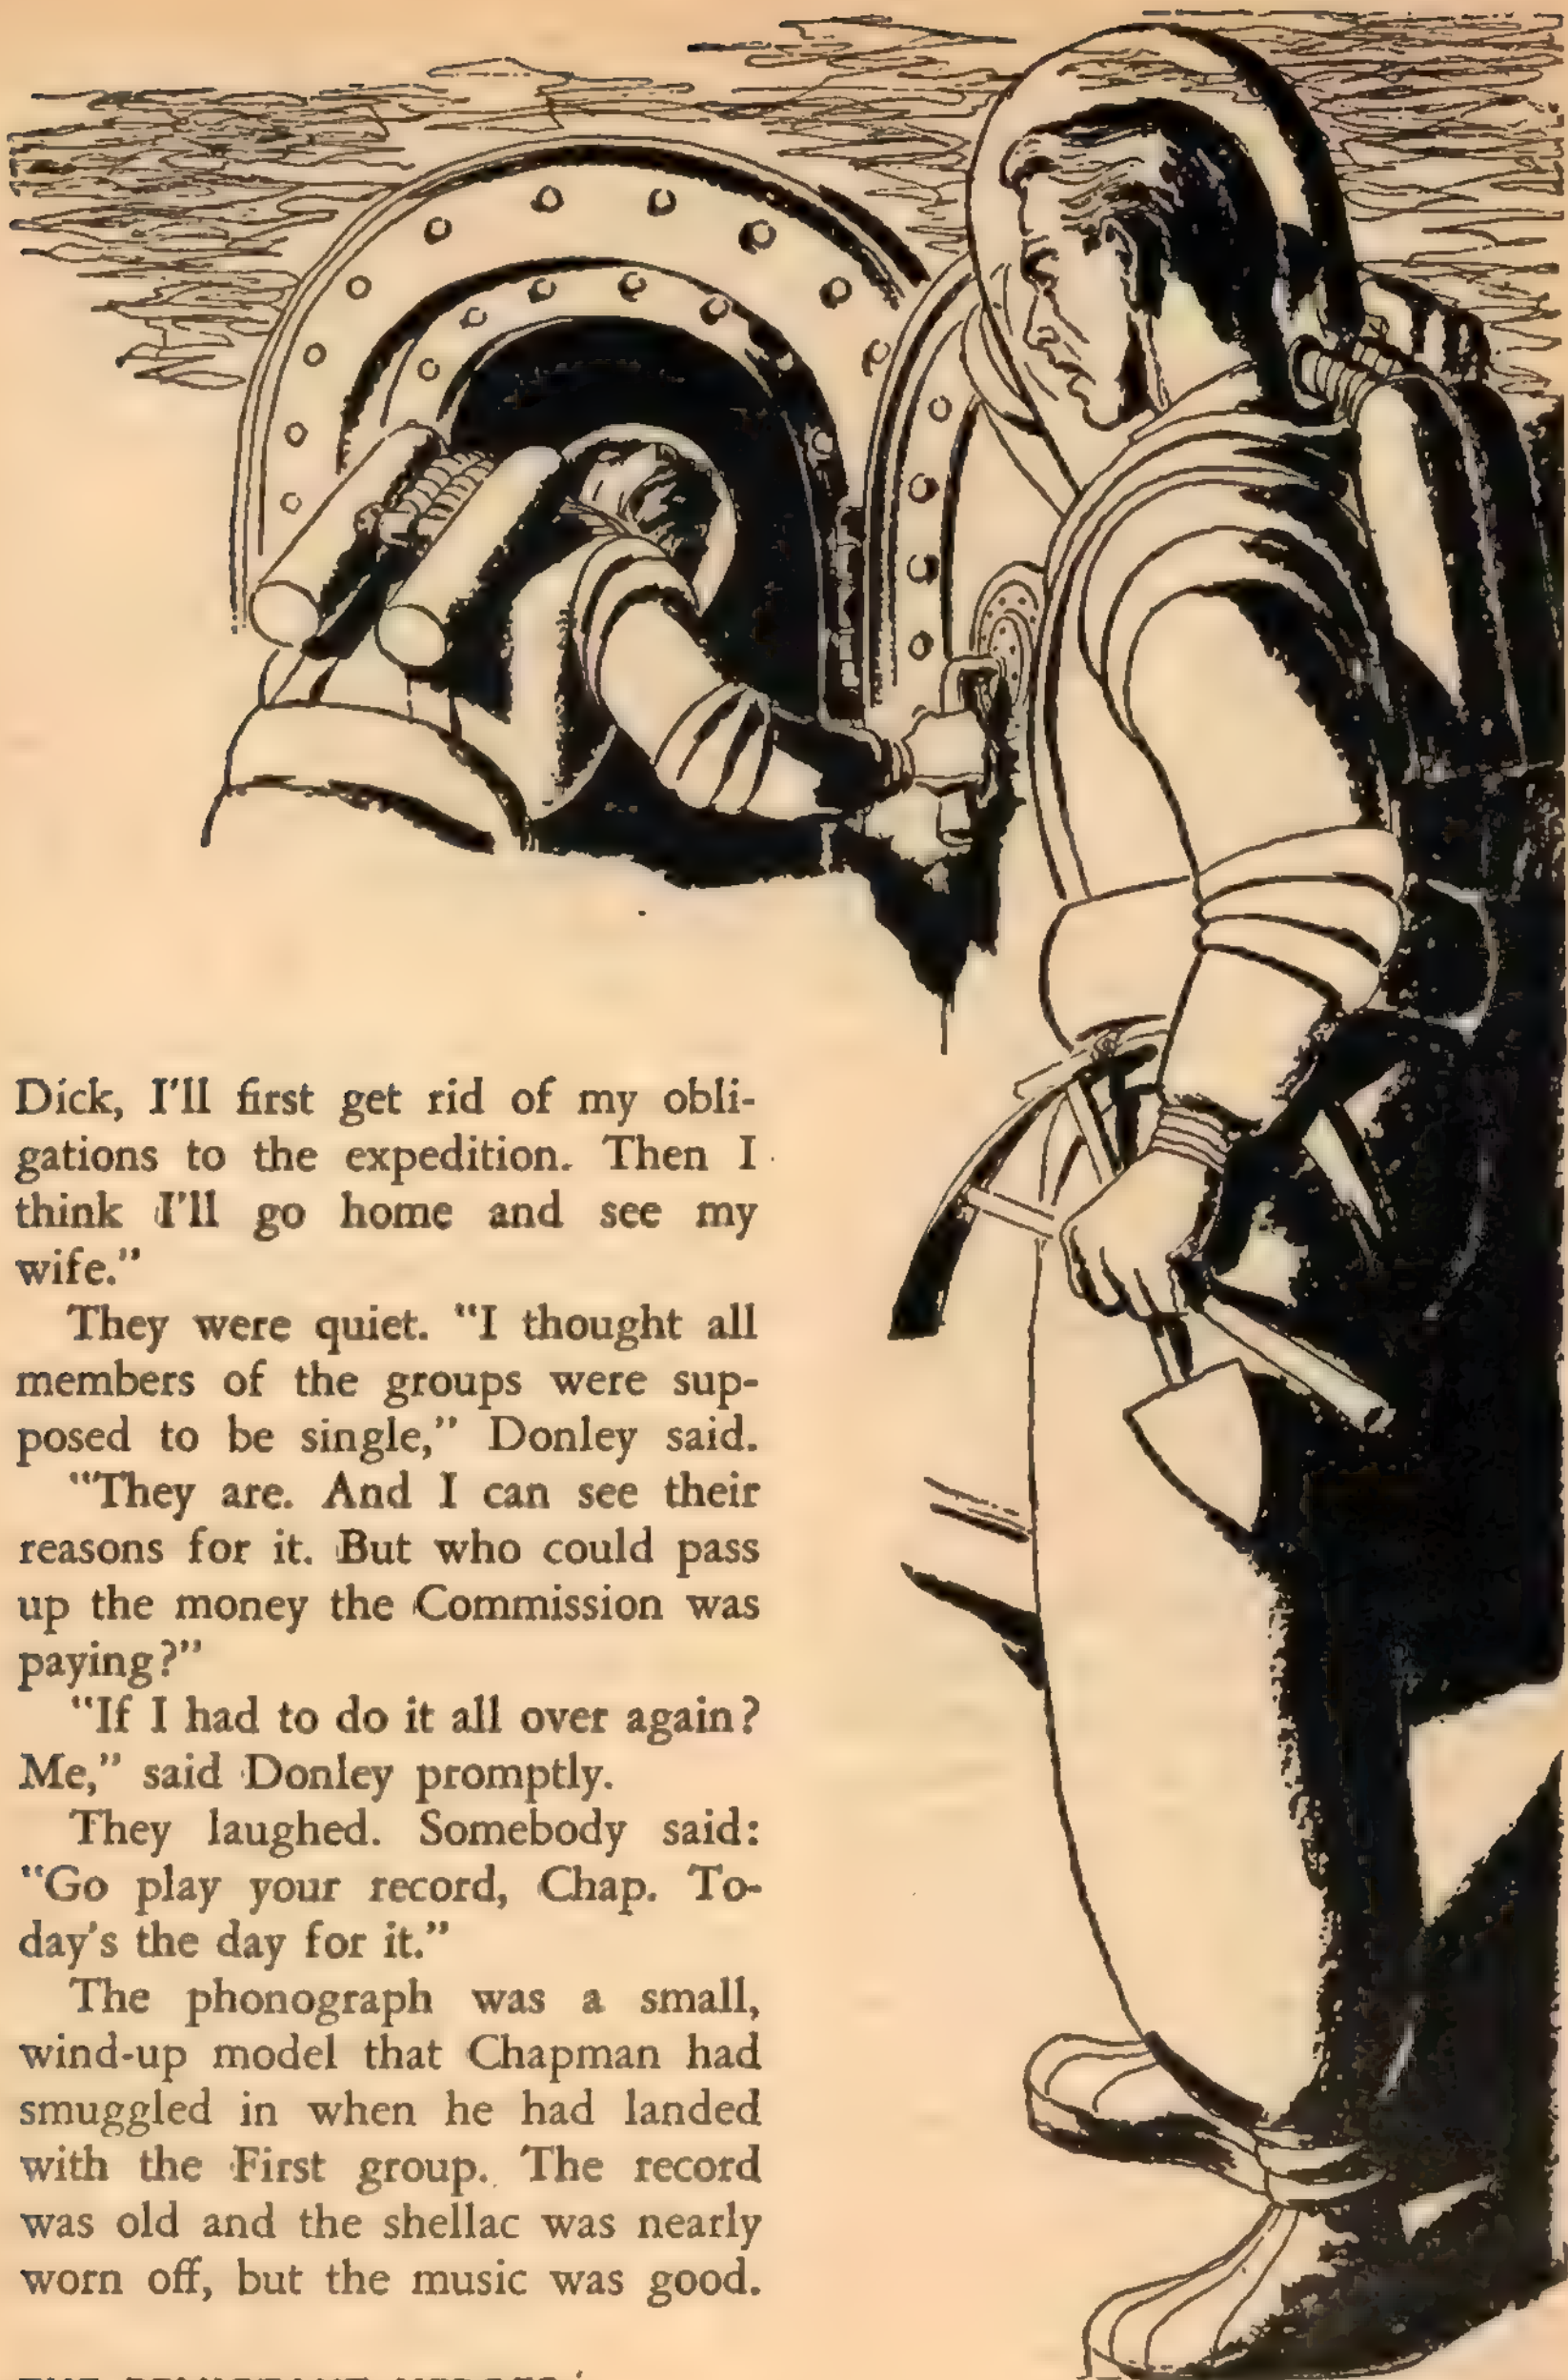 Dick, I'll first get rid of my obli-
gations to the expedition. Then I
think I'll go home and see my
wife."
They were quiet. "I thought all
members of the groups were sup-
posed to be single," Donley said.
"They are. And I can see their
reasons for it. But who could pass
up the money the Commission was
paying?"
"If I had to do it all over again?
Me," said Donley promptly.
They laughed. Somebody said:
"Go play your record, Chap. To-
day's the day for it."
The phonograph was a small,
wind-up model that Chapman had
smuggled in when he had landed
with the First group. The record
was old and the shellac was nearly
worn off, but the music was good.